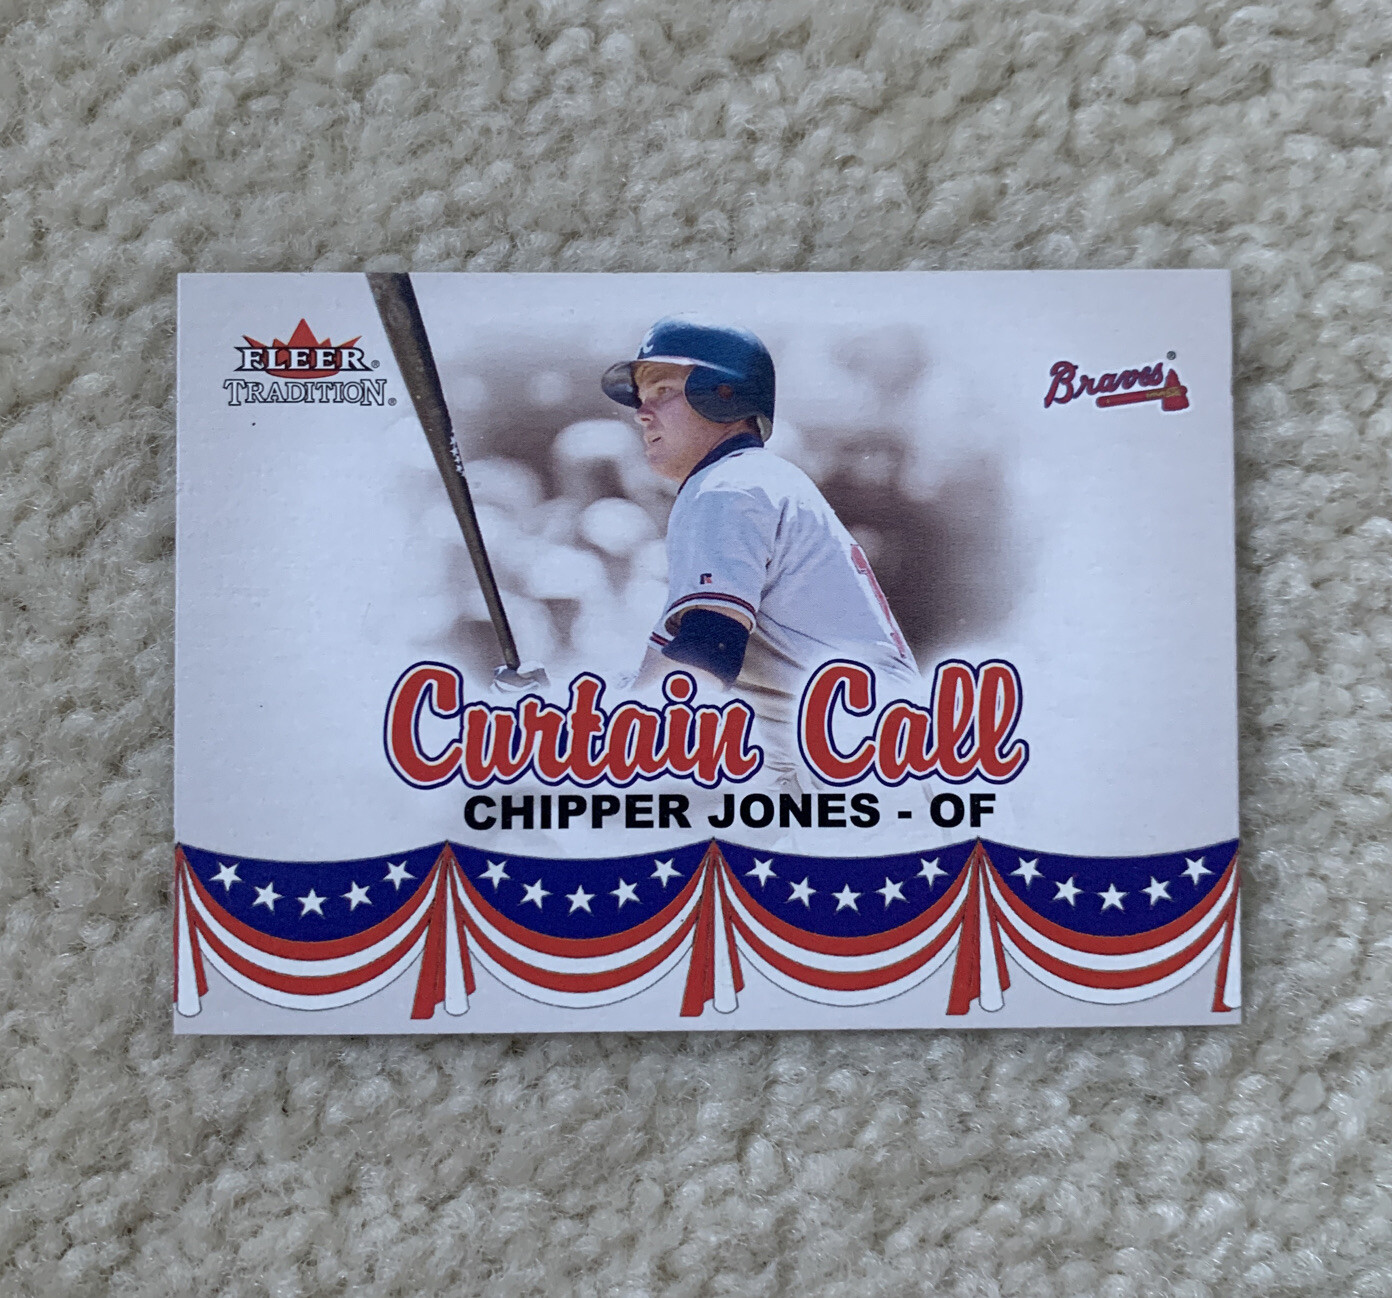 FLEER®
TRADITION®
Braves®
Curtain Call
CHIPPER JONES - OF